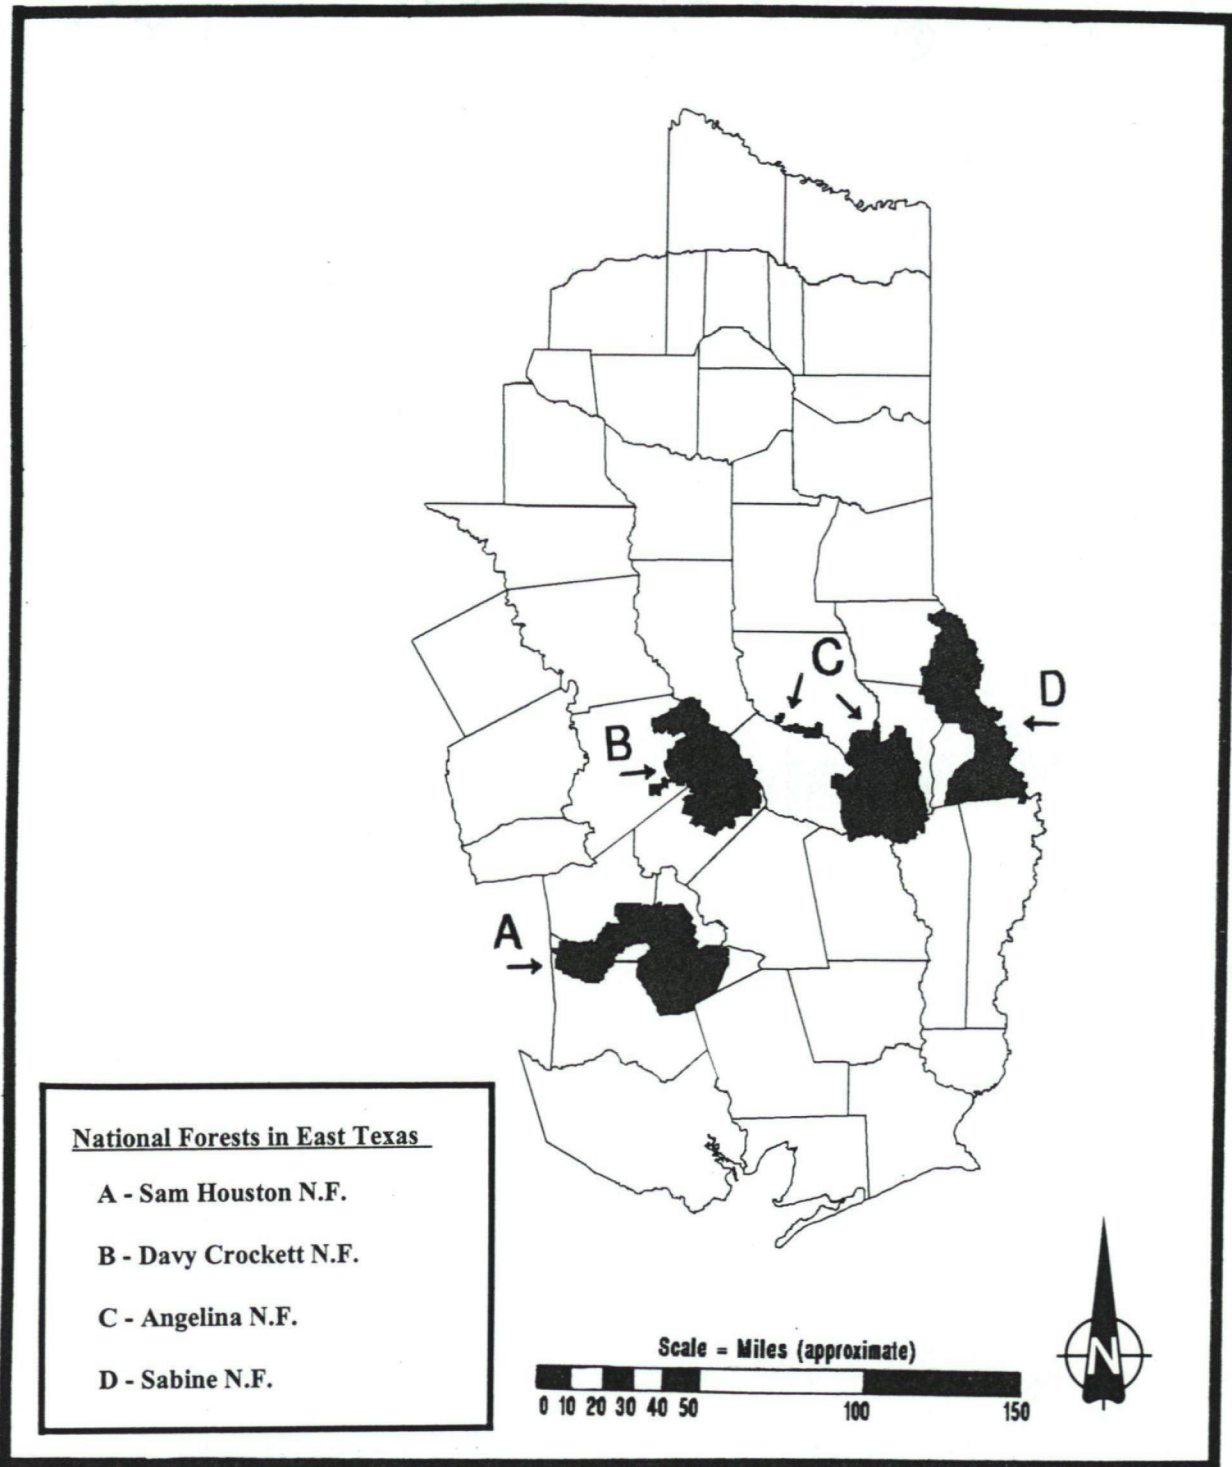 C
D
B
A
National Forests in East Texas
A - Sam Houston N.F.
B - Davy Crockett N.F.
C - Angelina N.F.
D - Sabine N.F.
Scale = Miles (approximate)
0 10 20 30 40 50 100 150
N